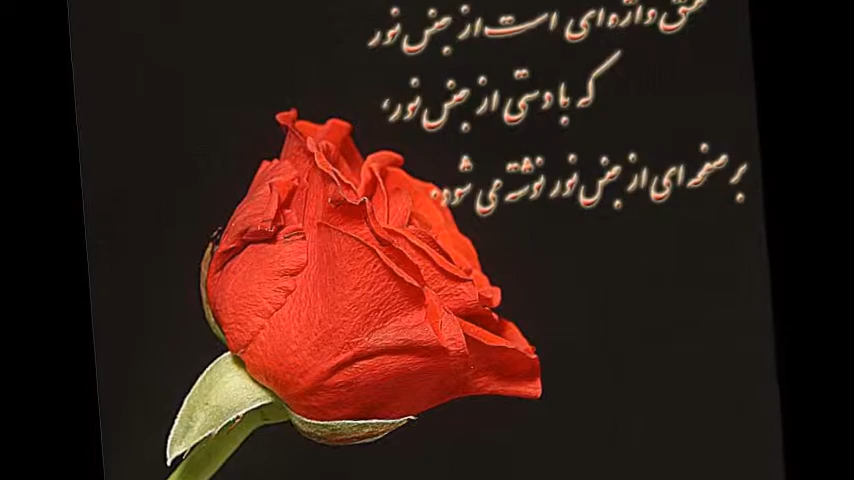 عشق واژه‌ای است از جنس نور
که با دستی از جنس نور،
بر صفحه‌ای از جنس نور نوشته می‌شود.